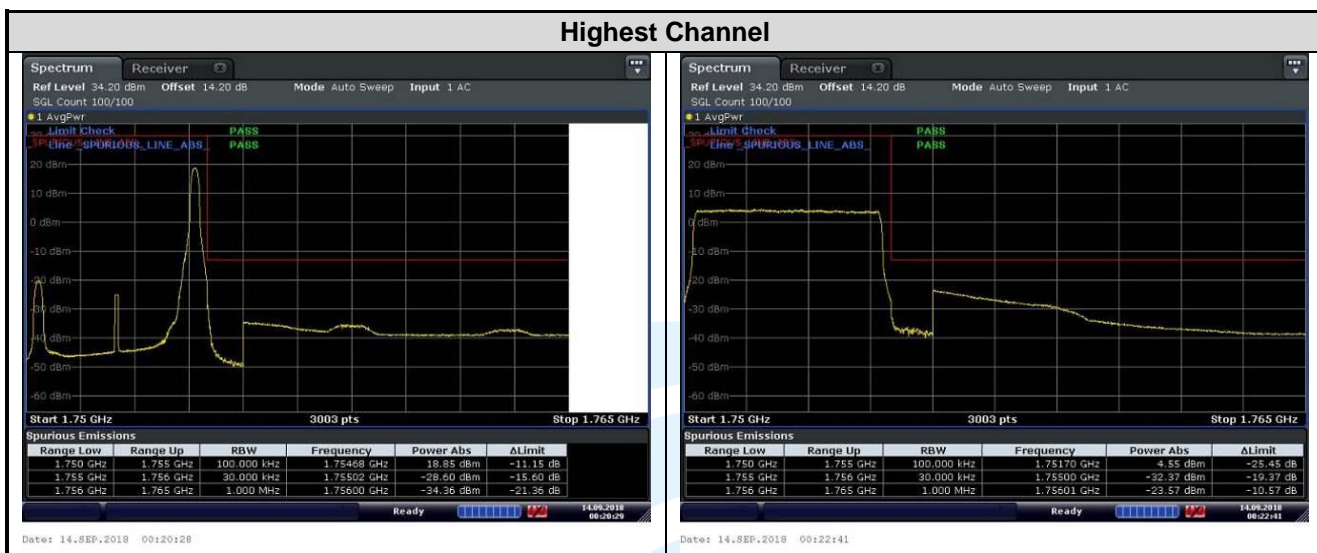 Highest Channel
Spectrum Receiver
Ref Level 34.20 dBm Offset 14.20 dB Mode Auto Sweep Input 1 AC
SGL Count 100/100
1 AvgPwr
Limit Check PASS
Line _SPURIOUS_LINE_ABS_ PASS
20 dBm
10 dBm
0 dBm
-10 dBm
-20 dBm
-30 dBm
-40 dBm
-50 dBm
-60 dBm
Start 1.75 GHz 3003 pts Stop 1.765 GHz
Spurious Emissions
Range Low Range Up RBW Frequency Power Abs ΔLimit
1.750 GHz 1.755 GHz 100.000 kHz 1.75468 GHz 18.85 dBm -11.15 dB
1.755 GHz 1.756 GHz 30.000 kHz 1.75502 GHz -28.60 dBm -15.60 dB
1.756 GHz 1.765 GHz 1.000 MHz 1.75600 GHz -34.36 dBm -21.36 dB
Ready 14.09.2018
00:20:29
Date: 14.SEP.2018 00:20:28
Spectrum Receiver
Ref Level 34.20 dBm Offset 14.20 dB Mode Auto Sweep Input 1 AC
SGL Count 100/100
1 AvgPwr
Limit Check PASS
Line _SPURIOUS_LINE_ABS_ PASS
20 dBm
10 dBm
0 dBm
-10 dBm
-20 dBm
-30 dBm
-40 dBm
-50 dBm
-60 dBm
Start 1.75 GHz 3003 pts Stop 1.765 GHz
Spurious Emissions
Range Low Range Up RBW Frequency Power Abs ΔLimit
1.750 GHz 1.755 GHz 100.000 kHz 1.75170 GHz 4.55 dBm -25.45 dB
1.755 GHz 1.756 GHz 30.000 kHz 1.75500 GHz -32.37 dBm -19.37 dB
1.756 GHz 1.765 GHz 1.000 MHz 1.75601 GHz -23.57 dBm -10.57 dB
Ready 14.09.2018
00:22:41
Date: 14.SEP.2018 00:22:41